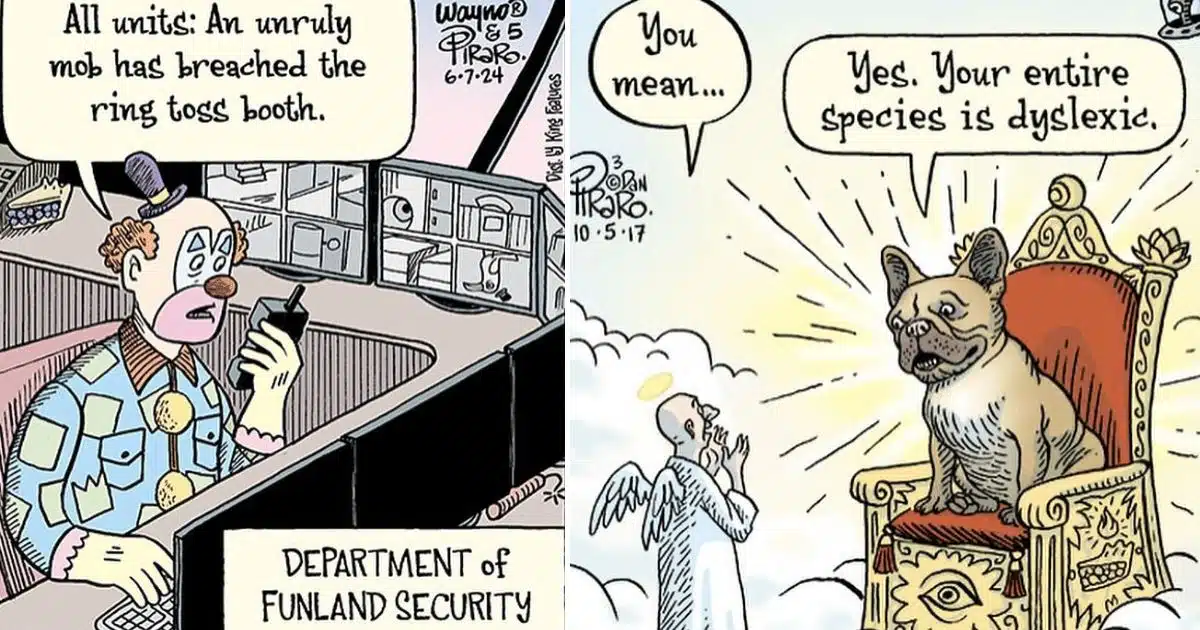 All units: An unruly
mob has breached the
ring toss booth.
Wayno®
& 5
PiRaRo.
6.7.24
Dist. by King Features
DEPARTMENT of
FUNLAND SECURITY
You
mean...
Yes. Your entire
species is dyslexic.
3
©DAN
PiRaRo.
10.5.17